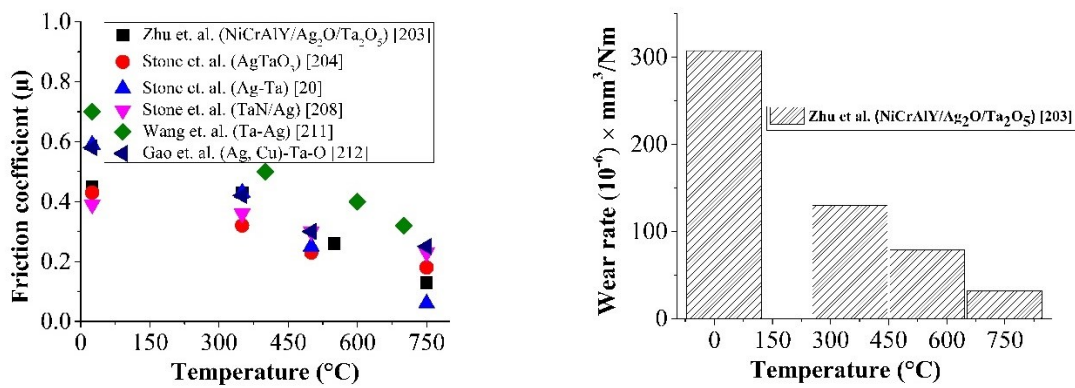 1.0
0.8
0.6
0.4
0.2
0.0
Friction cocfficient (μ)
Zhu et. al. (NiCrAlY/Ag₂O/Ta₂O₅) [203]
Stone et. al. (AgTaO₃) [204]
Stone et. al. (Ag-Ta) [20]
Stone et. al. (TaN/Ag) [208]
Wang et. al. (Ta-Ag) [211]
Gao et. al. (Ag, Cu)-Ta-O [212]
0 150 300 450 600 750
Temperature (°C)
300
200
100
0
Wear rate (10⁻⁶) × mm³/Nm
Zhu et al. (NiCrAlY/Ag₂O/Ta₂O₅) [203]
0 150 300 450 600 750
Temperature (°C)